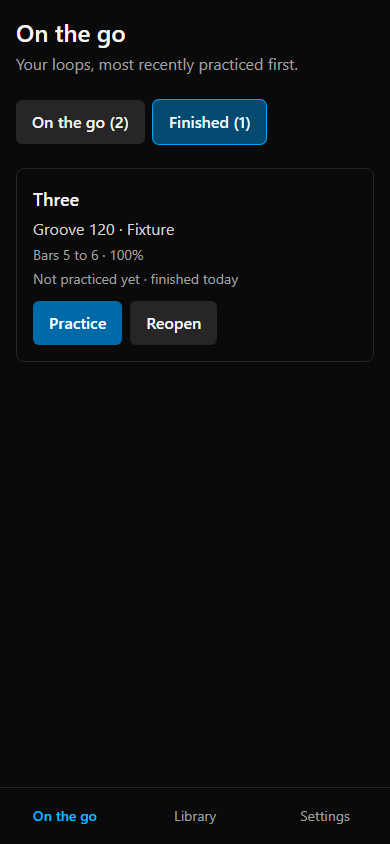 On the go
Your loops, most recently practiced first.
On the go (2)
Finished (1)
Three
Groove 120 · Fixture
Bars 5 to 6 · 100%
Not practiced yet · finished today
Practice
Reopen
On the go
Library
Settings